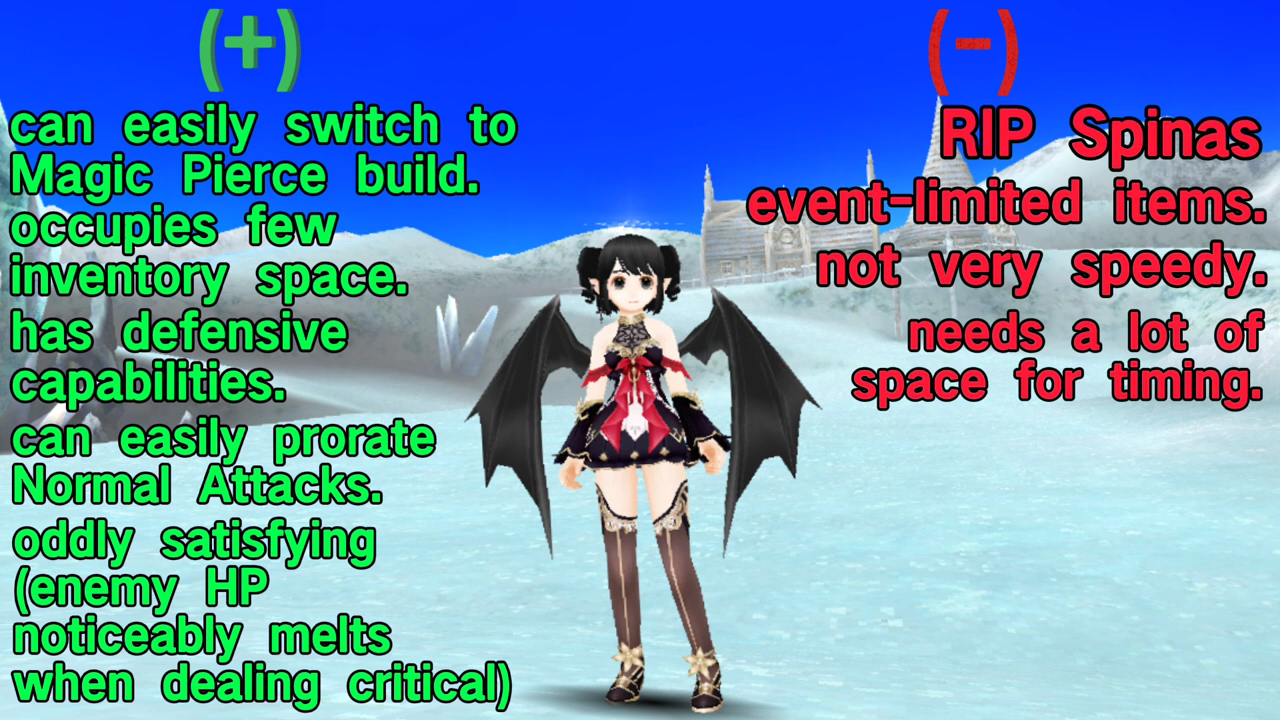 (+)
can easily switch to
Magic Pierce build.
occupies few
inventory space.
has defensive
capabilities.
can easily prorate
Normal Attacks.
oddly satisfying
(enemy HP
noticeably melts
when dealing critical)
(-)
RIP Spinas
event-limited items.
not very speedy.
needs a lot of
space for timing.